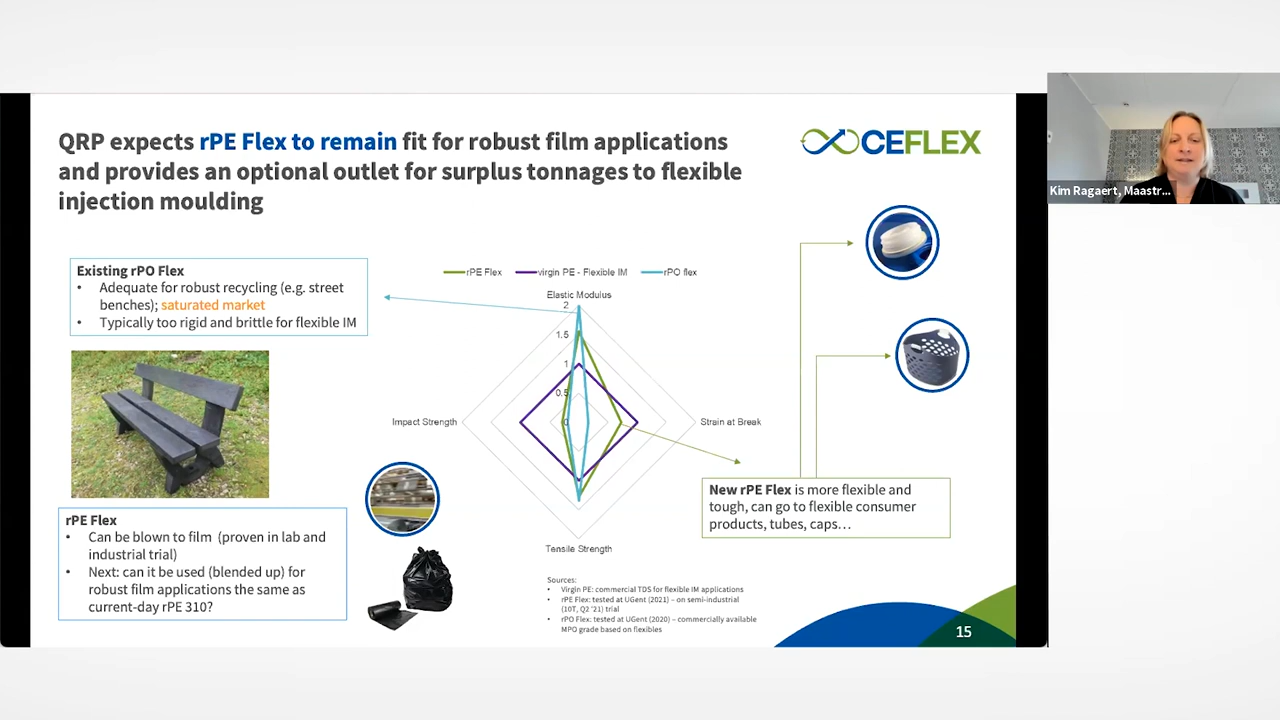 QRP expects rPE Flex to remain fit for robust film applications
and provides an optional outlet for surplus tonnages to flexible
injection moulding
CEFLEX
Kim Ragaert, Maastr...
Existing rPO Flex
• Adequate for robust recycling (e.g. street
benches); saturated market
• Typically too rigid and brittle for flexible IM
rPE Flex
virgin PE - Flexible IM
rPO flex
Elastic Modulus
2
1.5
1
0.5
0
Impact Strength
Strain at Break
Tensile Strength
New rPE Flex is more flexible and
tough, can go to flexible consumer
products, tubes, caps…
rPE Flex
• Can be blown to film (proven in lab and
industrial trial)
• Next: can it be used (blended up) for
robust film applications the same as
current-day rPE 310?
Sources:
• Virgin PE: commercial TDS for flexible IM applications
• rPE Flex: tested at UGent (2021) – on semi-industrial
(10T, Q2 '21) trial
• rPO Flex: tested at UGent (2020) – commercially available
MPO grade based on flexibles
15